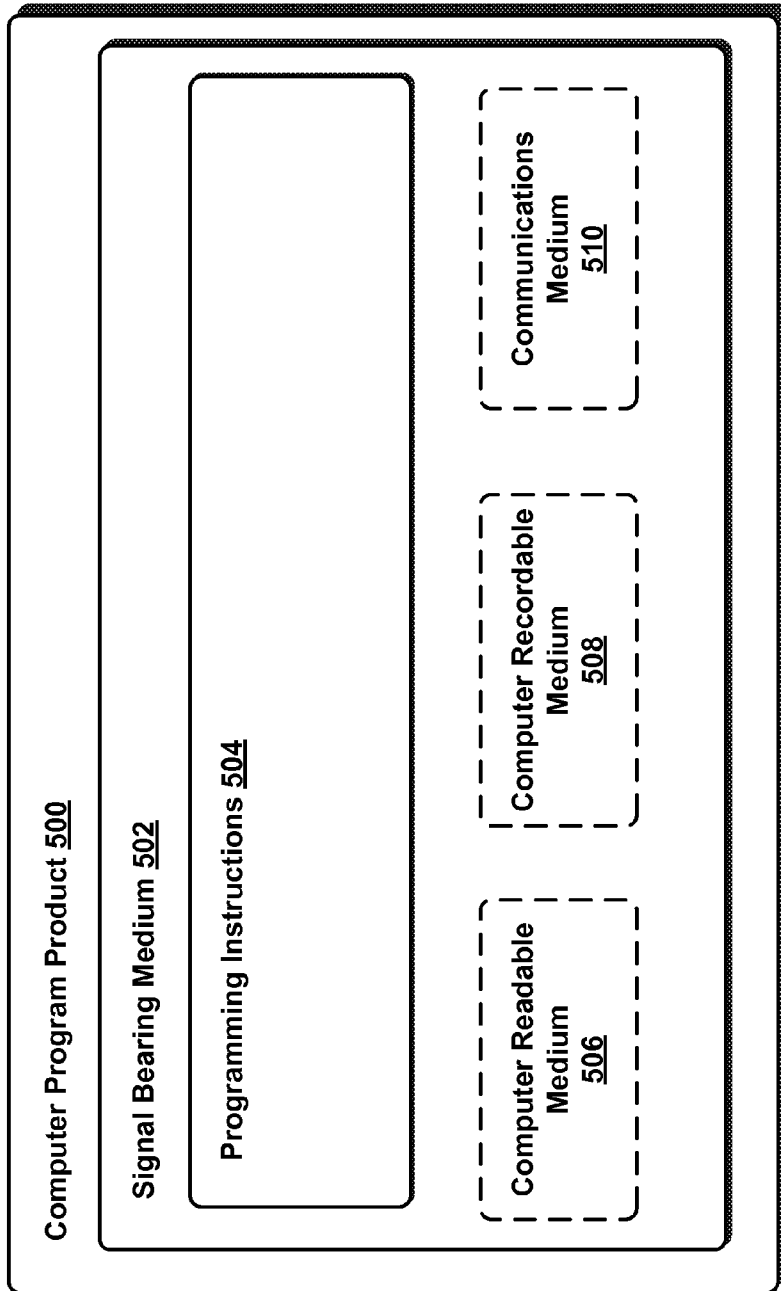 Computer Program Product 500
Signal Bearing Medium 502
Programming Instructions 504
Computer Readable
Medium
506
Computer Recordable
Medium
508
Communications
Medium
510